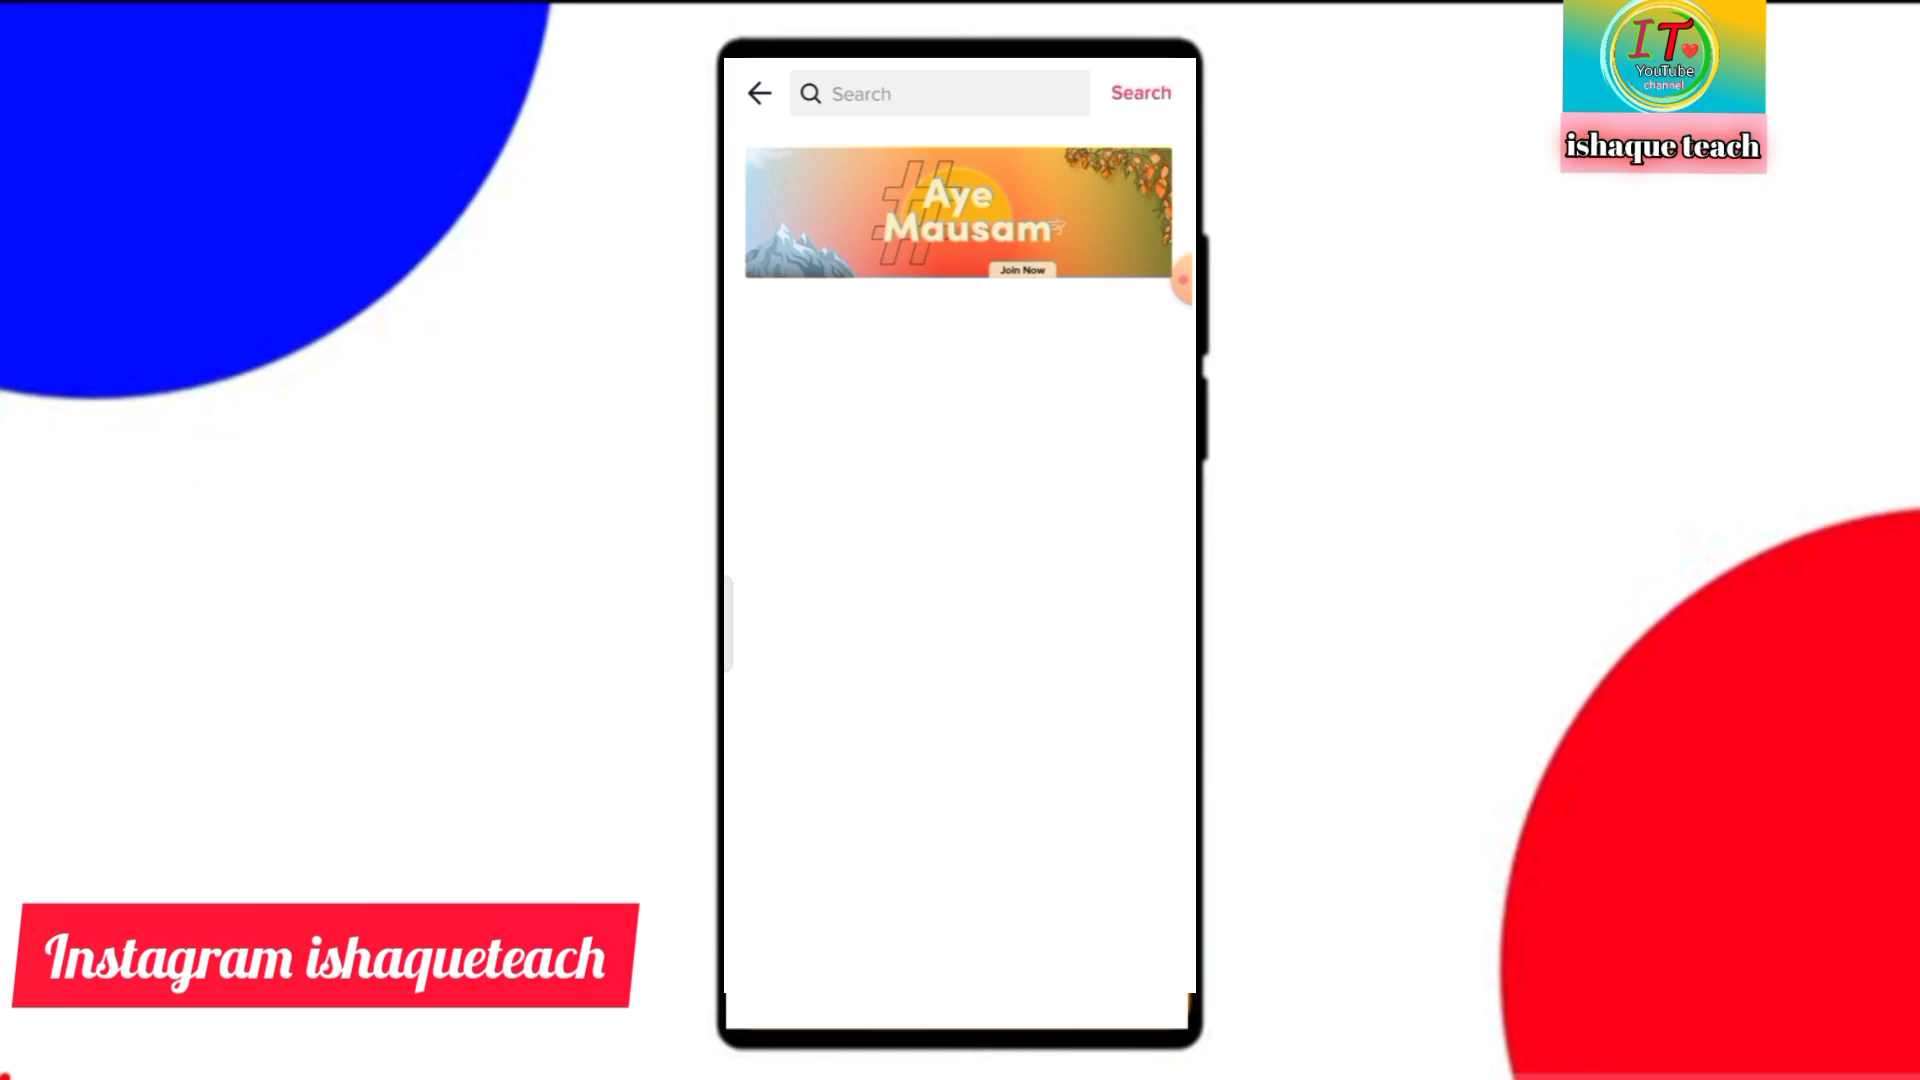 Search
Search
#
Aye
Mausam
Join Now
IT
YouTube
channel
ishaque teach
Instagram ishaqueteach